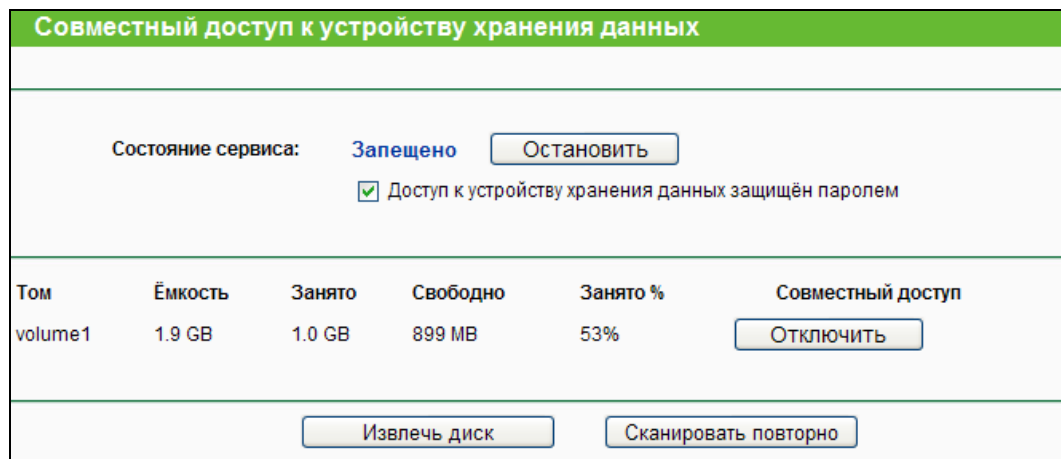 Совместный доступ к устройству хранения данных
Состояние сервиса: Запещено Остановить
Доступ к устройству хранения данных защищён паролем
Том Ёмкость Занято Свободно Занято % Совместный доступ
volume1 1.9 GB 1.0 GB 899 MB 53% Отключить
Извлечь диск Сканировать повторно